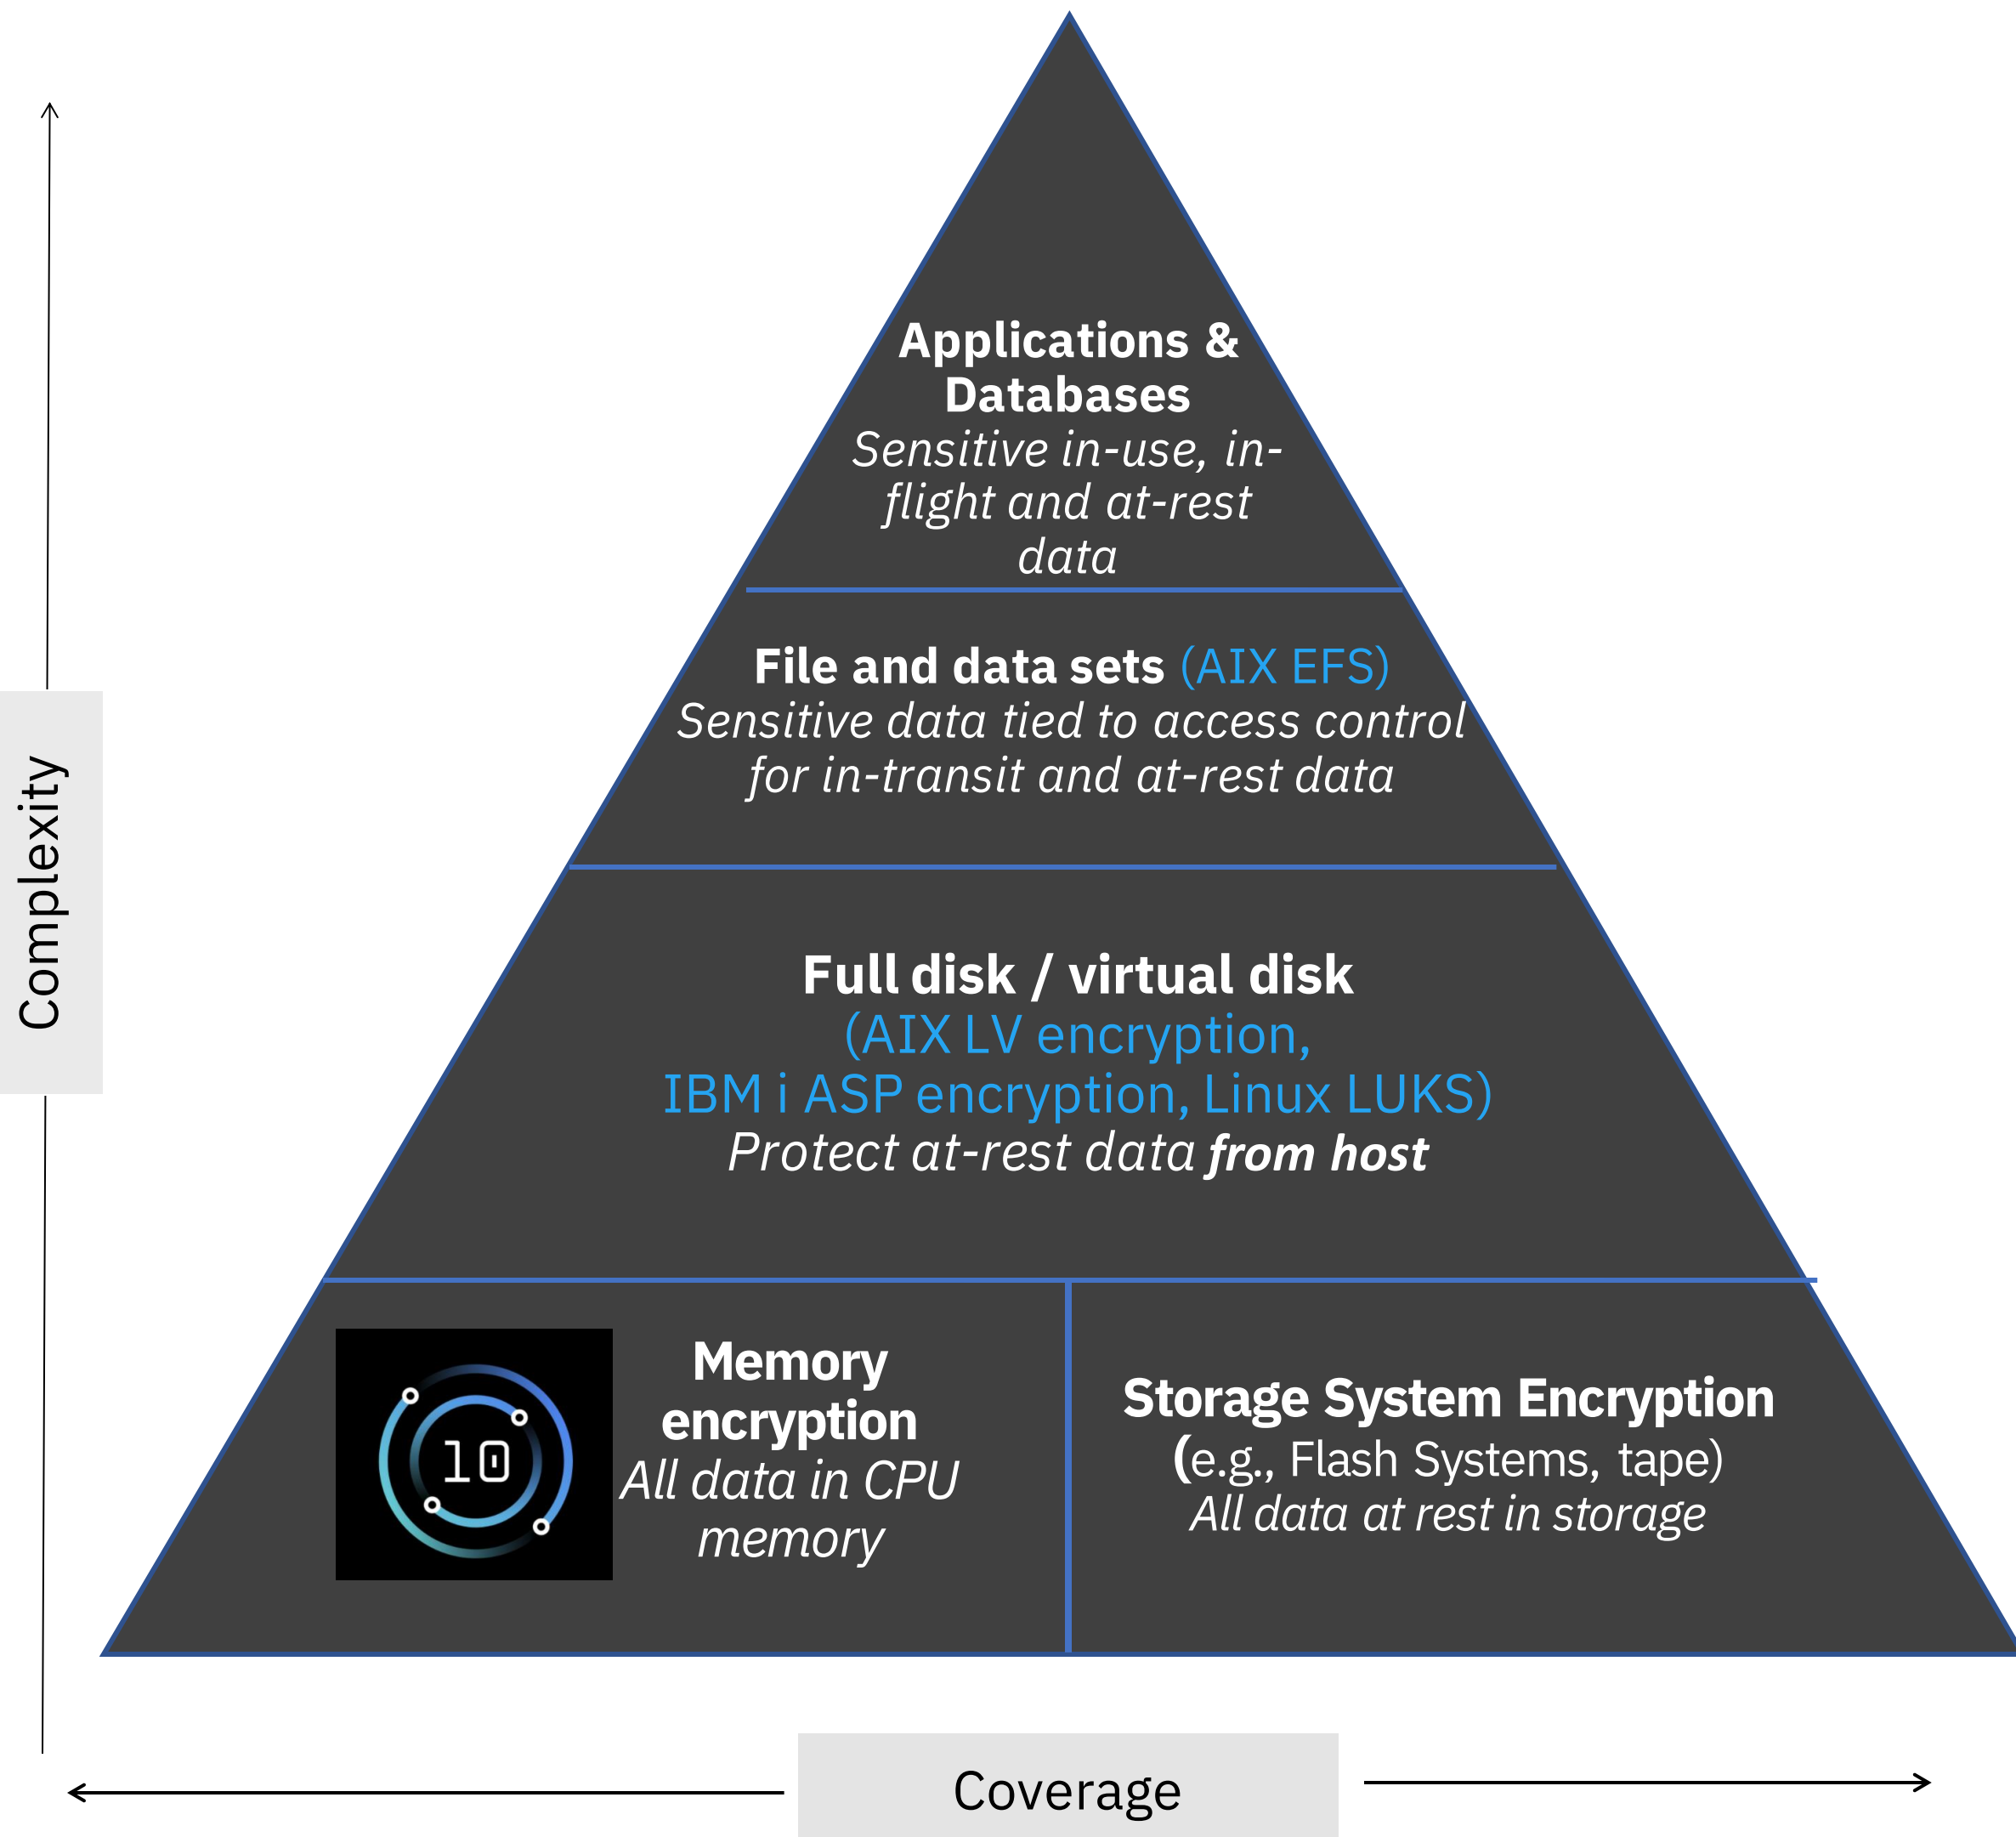 Applications &
Databases
Sensitive in-use, in-
flight and at-rest
data
File and data sets (AIX EFS)
Sensitive data tied to access control
for in-transit and at-rest data
Full disk / virtual disk
(AIX LV encryption,
IBM i ASP encryption, Linux LUKS)
Protect at-rest data from host
10
Memory
encryption
All data in CPU
memory
Storage System Encryption
(e.g., Flash Systems, tape)
All data at rest in storage
Complexity
Coverage